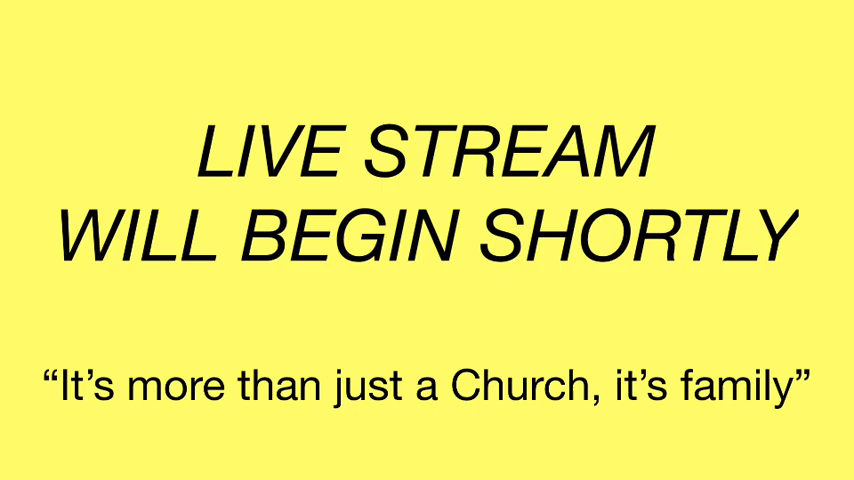 LIVE STREAM
WILL BEGIN SHORTLY
“It’s more than just a Church, it’s family”